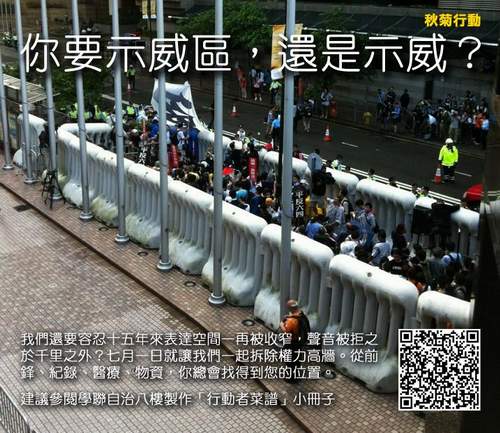 秋菊行動
你要示威區，還是示威？
平反六四
我們還要容忍十五年來表達空間一再被收窄，聲音被拒之
於千里之外？七月一日就讓我們一起拆除權力高牆。從前
鋒、紀錄、醫療、物資，你總會找得到您的位置。
建議參閱學聯自治八樓製作「行動者菜譜」小冊子